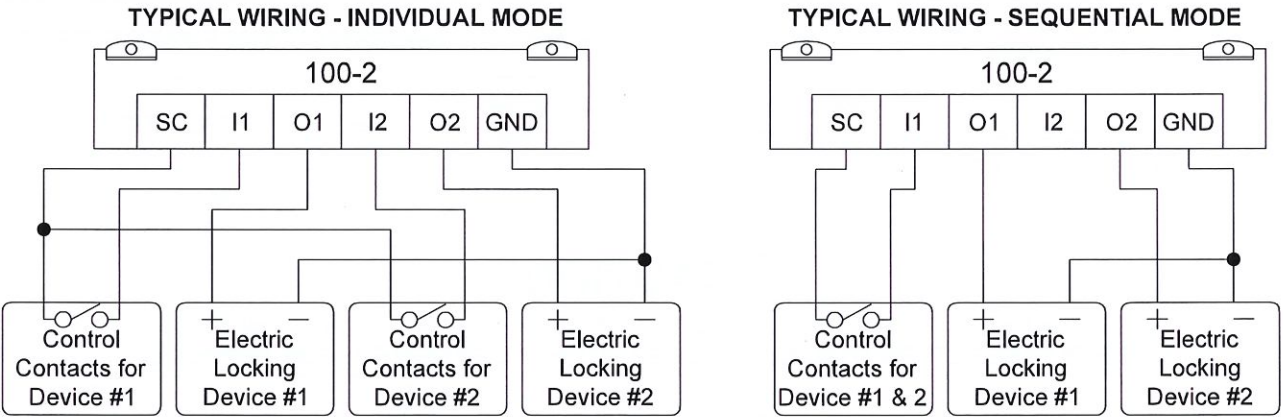 TYPICAL WIRING - INDIVIDUAL MODE
100-2
SC I1 O1 I2 O2 GND
+ − + −
Control
Contacts for
Device #1
Electric
Locking
Device #1
Control
Contacts for
Device #2
Electric
Locking
Device #2
TYPICAL WIRING - SEQUENTIAL MODE
100-2
SC I1 O1 I2 O2 GND
+ − + −
Control
Contacts for
Device #1 & 2
Electric
Locking
Device #1
Electric
Locking
Device #2